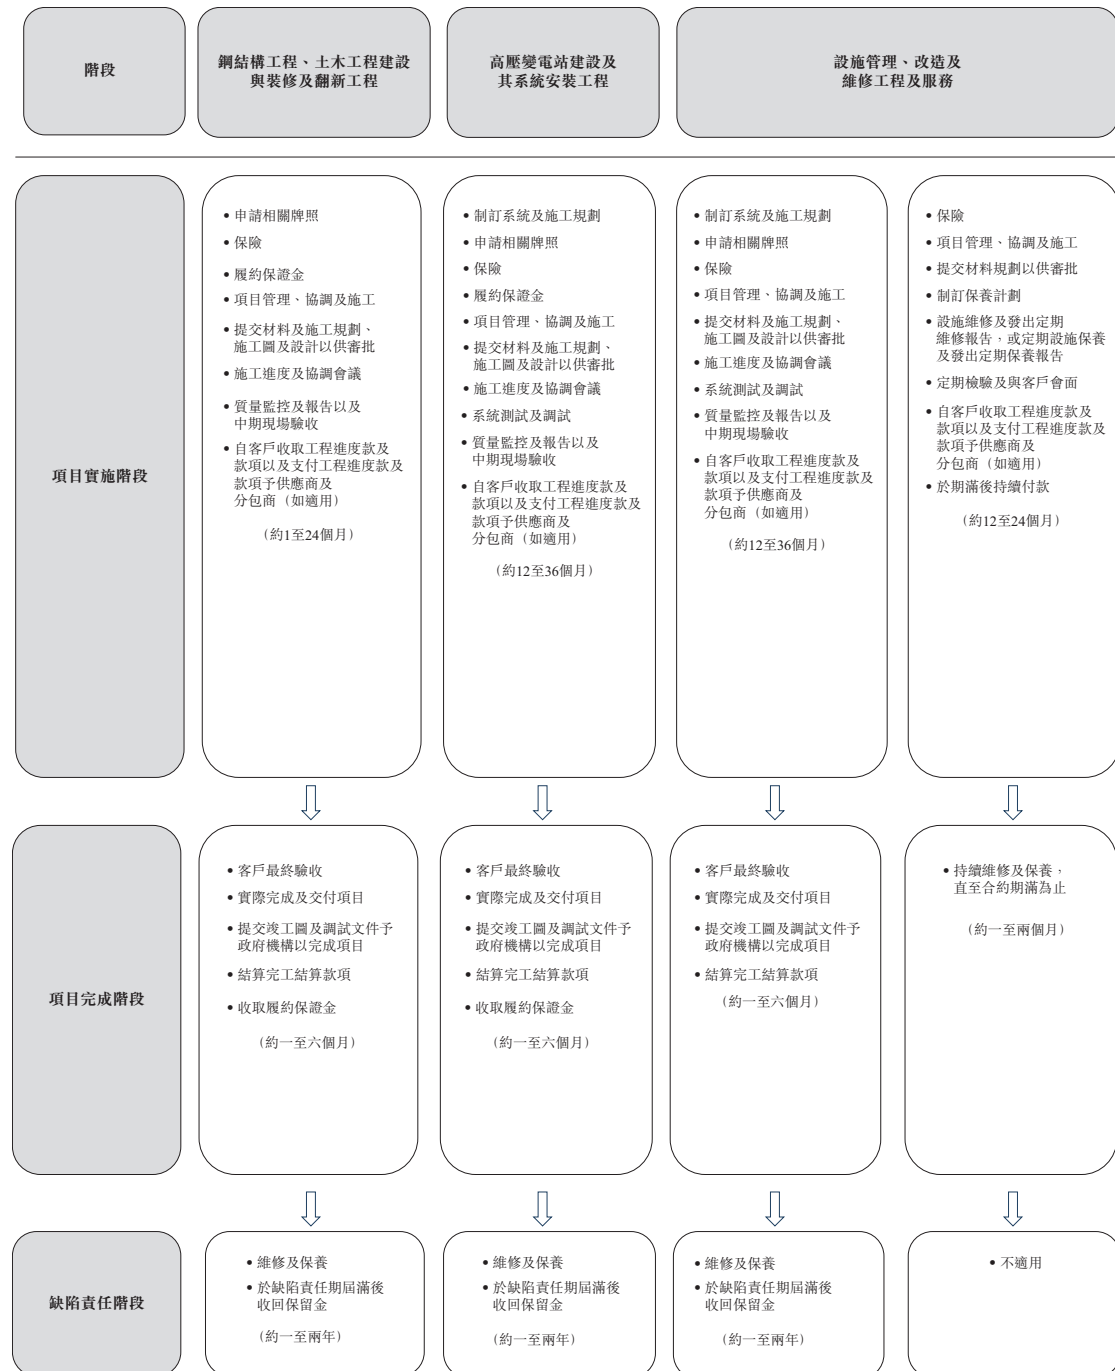 階段
鋼結構工程、土木工程建設
與裝修及翻新工程
高壓變電站建設及
其系統安裝工程
設施管理、改造及
維修工程及服務
項目實施階段
• 申請相關牌照
• 保險
• 履約保證金
• 項目管理、協調及施工
• 提交材料及施工規劃、
施工圖及設計以供審批
• 施工進度及協調會議
• 質量監控及報告以及
中期現場驗收
• 自客戶收取工程進度款及
款項以及支付工程進度款及
款項予供應商及
分包商（如適用）
（約1至24個月）
• 制訂系統及施工規劃
• 申請相關牌照
• 保險
• 履約保證金
• 項目管理、協調及施工
• 提交材料及施工規劃、
施工圖及設計以供審批
• 施工進度及協調會議
• 系統測試及調試
• 質量監控及報告以及
中期現場驗收
• 自客戶收取工程進度款及
款項以及支付工程進度款及
款項予供應商及
分包商（如適用）
（約12至36個月）
• 制訂系統及施工規劃
• 申請相關牌照
• 保險
• 項目管理、協調及施工
• 提交材料及施工規劃、
施工圖及設計以供審批
• 施工進度及協調會議
• 系統測試及調試
• 質量監控及報告以及
中期現場驗收
• 自客戶收取工程進度款及
款項以及支付工程進度款及
款項予供應商及
分包商（如適用）
（約12至36個月）
• 保險
• 項目管理、協調及施工
• 提交材料規劃以供審批
• 制訂保養計劃
• 設施維修及發出定期
維修報告，或定期設施保養
及發出定期保養報告
• 定期檢驗及與客戶會面
• 自客戶收取工程進度款及
款項以及支付工程進度款及
款項予供應商及
分包商（如適用）
• 於期滿後持續付款
（約12至24個月）
項目完成階段
• 客戶最終驗收
• 實際完成及交付項目
• 提交竣工圖及調試文件予
政府機構以完成項目
• 結算完工結算款項
• 收取履約保證金
（約一至六個月）
• 客戶最終驗收
• 實際完成及交付項目
• 提交竣工圖及調試文件予
政府機構以完成項目
• 結算完工結算款項
• 收取履約保證金
（約一至六個月）
• 客戶最終驗收
• 實際完成及交付項目
• 提交竣工圖及調試文件予
政府機構以完成項目
• 結算完工結算款項
（約一至六個月）
• 持續維修及保養，
直至合約期滿為止
（約一至兩個月）
缺陷責任階段
• 維修及保養
• 於缺陷責任期屆滿後
收回保留金
（約一至兩年）
• 維修及保養
• 於缺陷責任期屆滿後
收回保留金
（約一至兩年）
• 維修及保養
• 於缺陷責任期屆滿後
收回保留金
（約一至兩年）
• 不適用